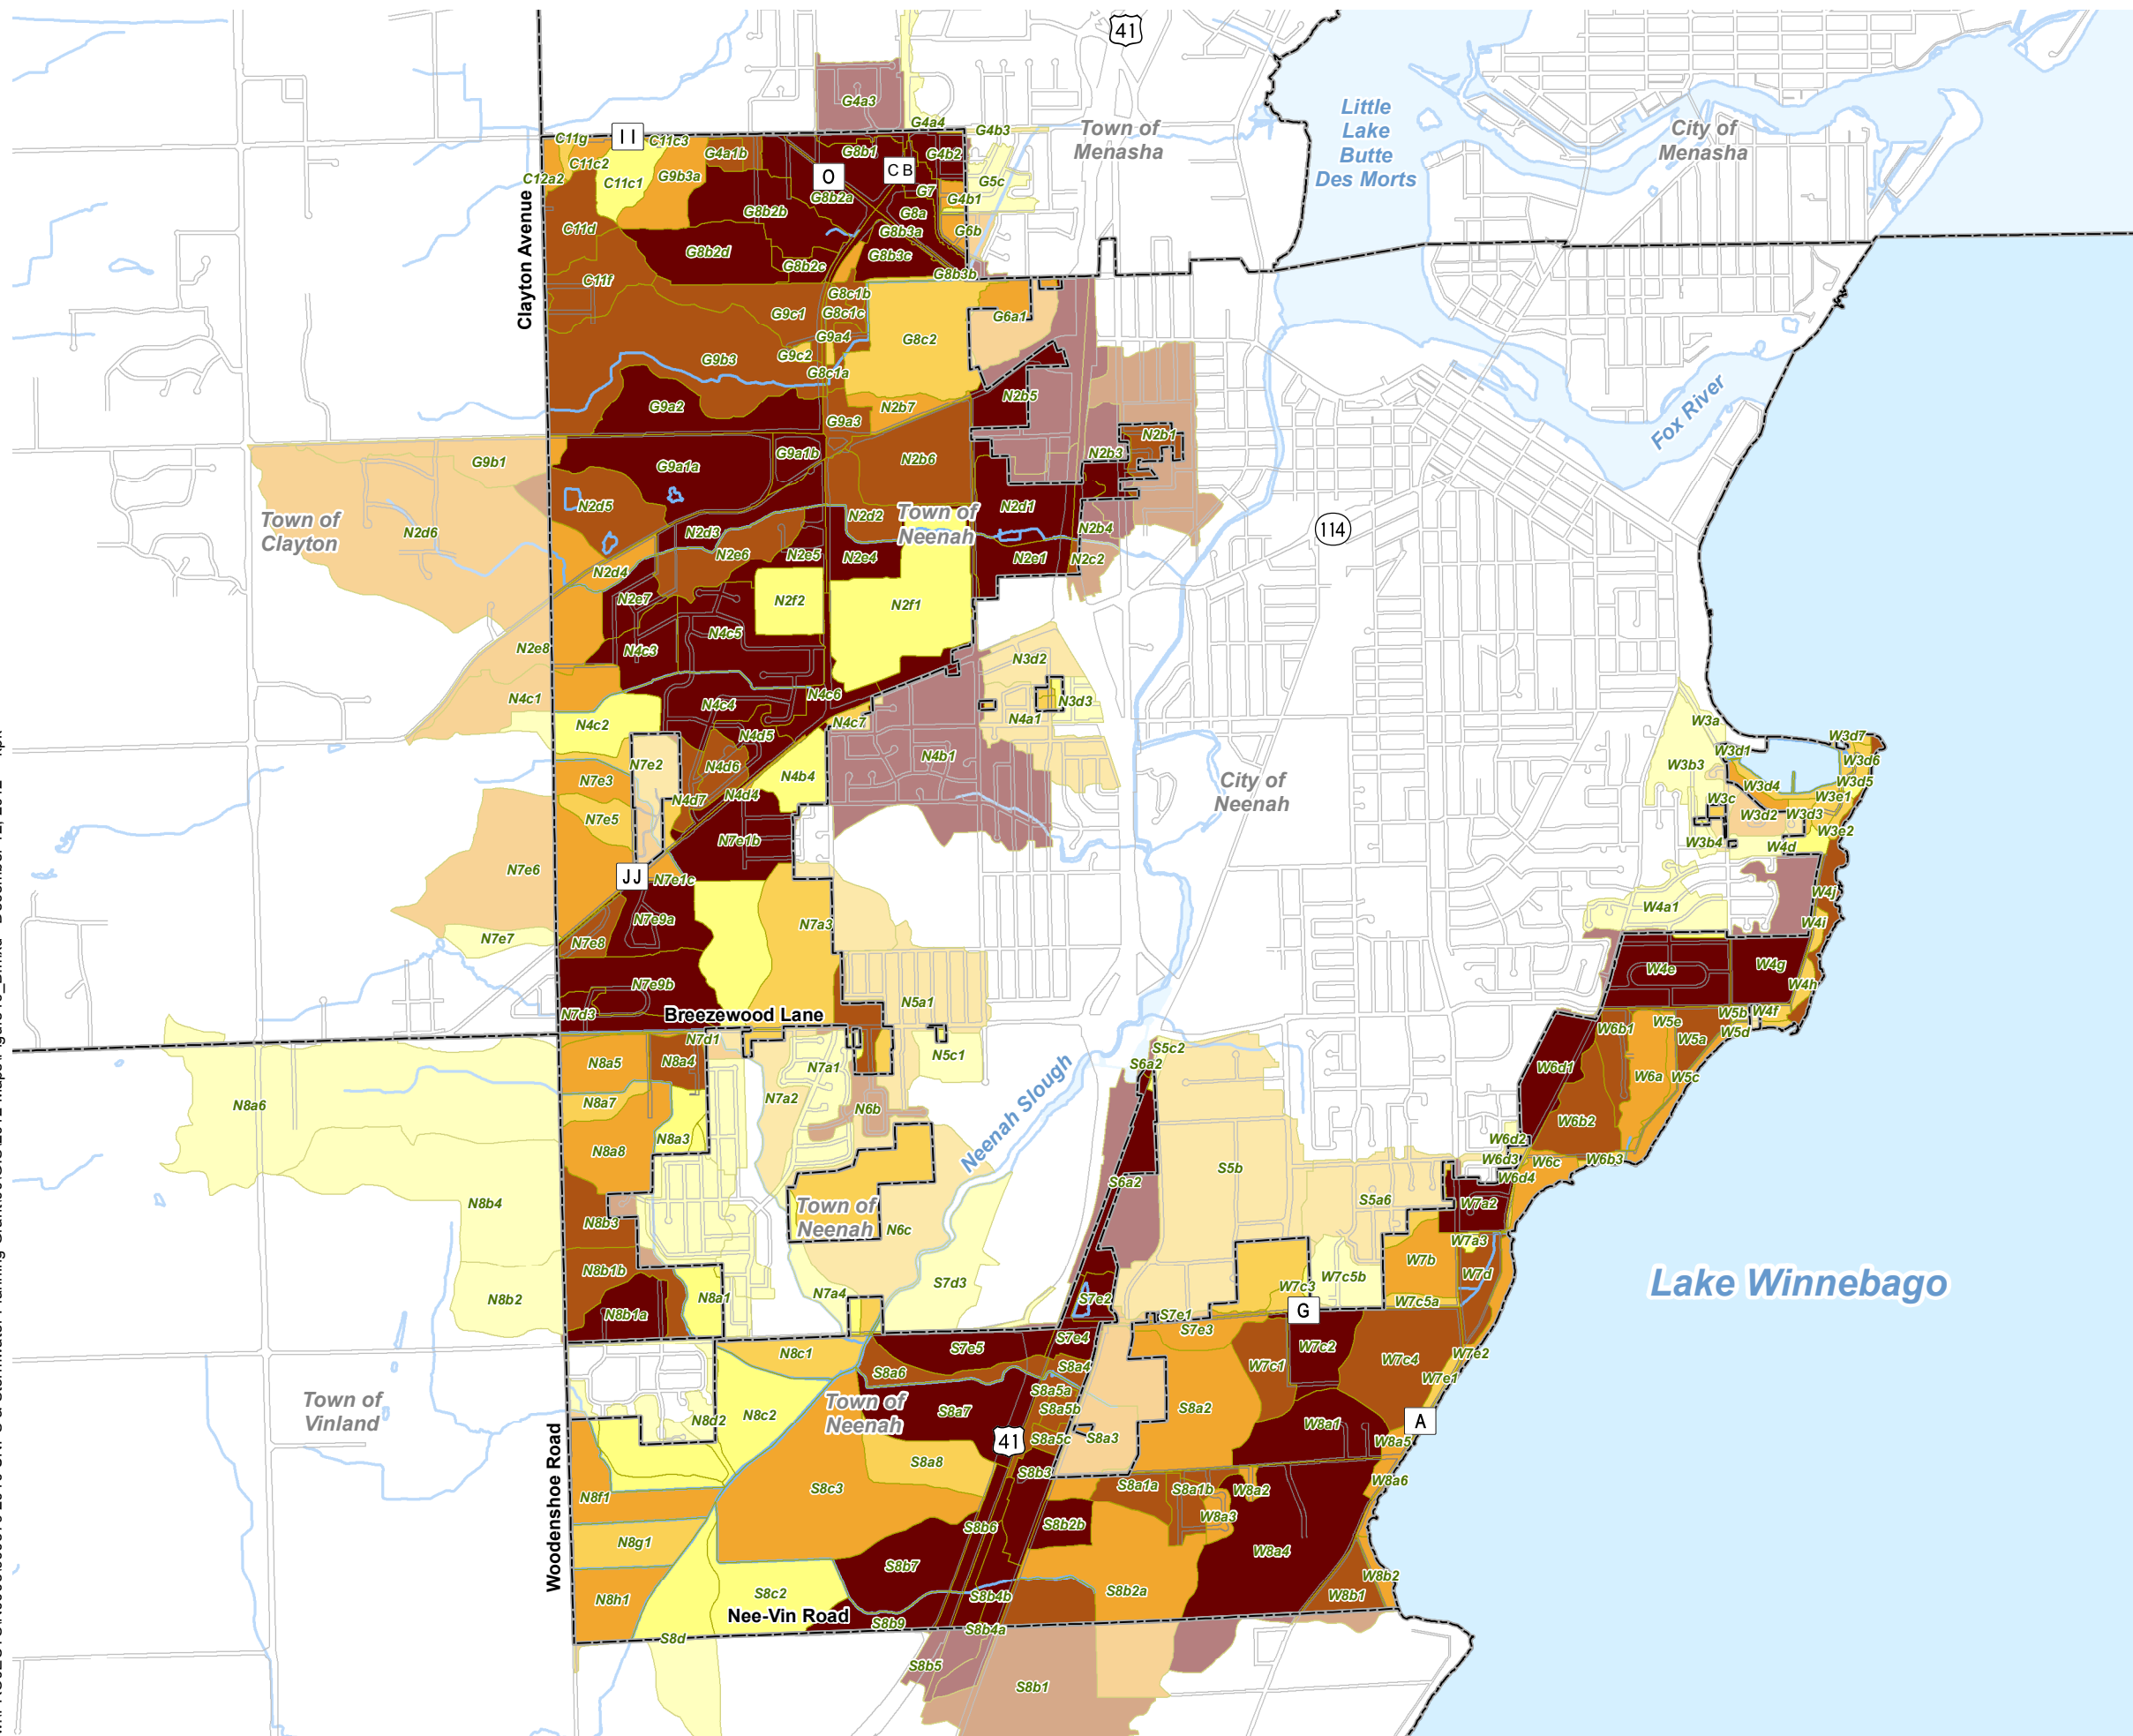 41
Little
Lake
Butte
Des Morts
Town of
Menasha
City of
Menasha
G4a3
G4a4
G4b3
C11g
II
C11c3
G4a1b
G8b1
G4b2
C11c2
C12a2
C11c1
G9b3a
O
CB
G8b2a
G7
G5c
G4b1
G8b2b
G8a
C11d
G8b3a
G6b
Clayton Avenue
G8b2d
G8b2c
G8b3c
G8b3b
C11f
G8c1b
G9c1
G8c1c
G6a1
G9a4
G8c2
G9b3
G9c2
G8c1a
G9a2
N2b7
N2b5
G9a3
Fox River
N2b1
G9b1
G9a1a
G9a1b
N2b6
N2b3
N2d5
N2d1
Town of
Clayton
N2d6
N2d3
N2d2
Town of
Neenah
N2b4
114
N2d4
N2e6
N2e5
N2e4
N2e1
N2c2
N2e7
N2f2
N2f1
N4c5
N2e8
N4c3
N3d2
N4c1
N4c4
N4c6
N3d3
N4c2
N4c7
N4a1
W3a
N4d5
N4b1
W3d1
W3d7
N7e2
N4d6
N4b4
W3b3
W3d6
N7e3
City of
Neenah
W3d4
W3d5
N4d7
N4d4
W3c
W3e1
N7e5
W3d2
W3d3
N7e1b
W3b4
W3e2
W4d
N7e6
JJ
N7e1c
W4j
W4a1
N7e9a
N7a3
W4i
N7e7
N7e8
W4e
W4g
N7e9b
W4h
N5a1
N7d3
Breezewood Lane
W5b
W4f
W6b1
W5e
W5d
W5a
N7d1
N8a5
N8a4
N7a1
N5c1
S5c2
S6a2
W6d1
W6a
W5c
N8a6
N8a7
N7a2
N6b
Neenah Slough
W6b2
N8a3
W6d2
N8a8
S5b
W6d3
W6c
W6b3
S6a2
W6d4
N8b4
S5a6
W7a2
N8b3
Town of
Neenah
N6c
W7a3
N8b1b
W7b
W7d
Lake Winnebago
N8b2
N8a1
N7a4
S7d3
S7e2
W7c3
W7c5b
W7c5a
N8b1a
S7e1
G
S7e3
S7e4
N8c1
S7e5
W7c2
W7e2
S8a6
S8a4
W7c1
W7c4
W7e1
Town of
Vinland
N8d2
N8c2
Town of
Neenah
S8a7
S8a5a
S8a5b
S8a2
A
W8a1
41
S8a5c
S8a3
W8a5
S8a8
S8b3
W8a6
Woodenshoe Road
N8f1
S8c3
S8a1a
S8a1b
W8a2
W8a3
S8b6
S8b2b
N8g1
S8b7
W8a4
W8b2
N8h1
S8c2
S8b4b
S8b2a
W8b1
Nee-Vin Road
S8b9
S8b4a
S8d
S8b5
S8b1